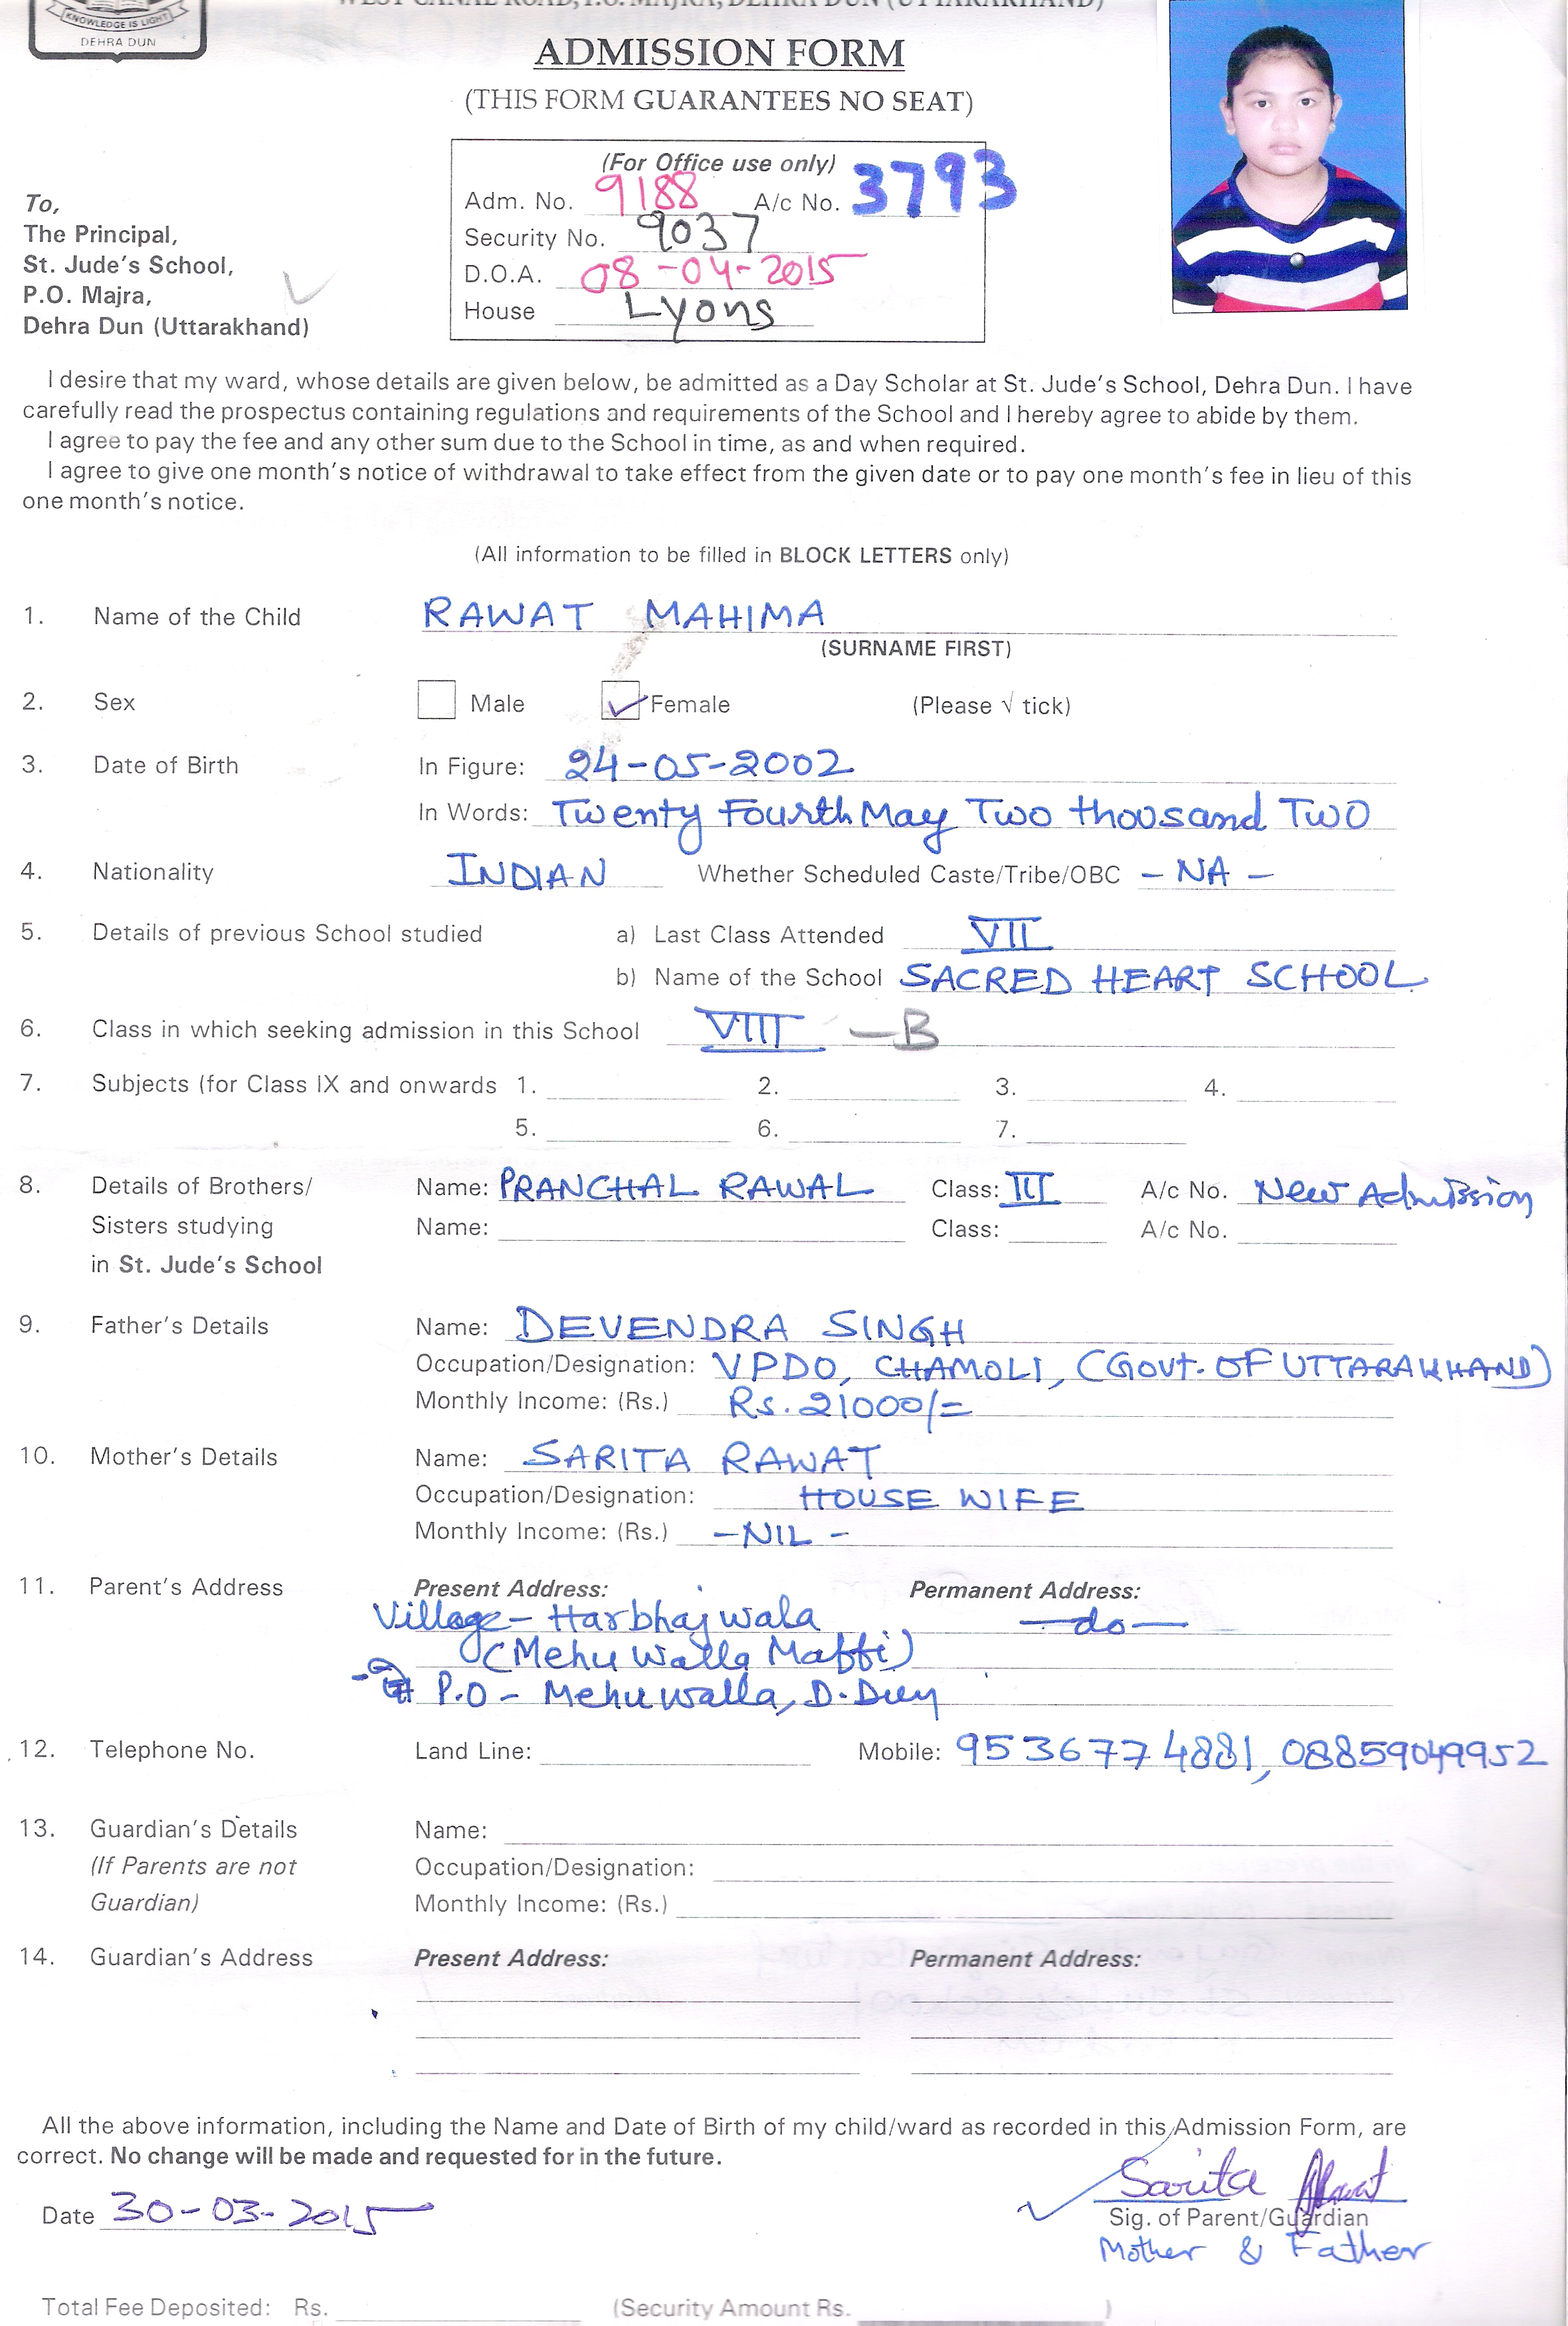 KNOWLEDGE IS LIGHT
DEHRA DUN
WEST CANAL ROAD, P.O. MAJRA, DEHRA DUN (UTTARAKHAND)
ADMISSION FORM
(THIS FORM GUARANTEES NO SEAT)
(For Office use only)
Adm. No. 9188 A/c No. 3793
Security No. 9037
D.O.A. 08-04-2015
House Lyons
To,
The Principal,
St. Jude's School,
P.O. Majra,
Dehra Dun (Uttarakhand)
I desire that my ward, whose details are given below, be admitted as a Day Scholar at St. Jude's School, Dehra Dun. I have
carefully read the prospectus containing regulations and requirements of the School and I hereby agree to abide by them.
I agree to pay the fee and any other sum due to the School in time, as and when required.
I agree to give one month's notice of withdrawal to take effect from the given date or to pay one month's fee in lieu of this
one month's notice.
(All information to be filled in BLOCK LETTERS only)
1. Name of the Child RAWAT MAHIMA
(SURNAME FIRST)
2. Sex Male Female (Please √ tick)
3. Date of Birth In Figure: 24-05-2002
In Words: Twenty Fourth May Two thousand Two
4. Nationality INDIAN Whether Scheduled Caste/Tribe/OBC - NA -
5. Details of previous School studied a) Last Class Attended VII
b) Name of the School SACRED HEART SCHOOL
6. Class in which seeking admission in this School VIII -B
7. Subjects (for Class IX and onwards 1. 2. 3. 4.
5. 6. 7.
8. Details of Brothers/ Name: PRANCHAL RAWAL Class: III A/c No. New Admission
Sisters studying Name: Class: A/c No.
in St. Jude's School
9. Father's Details Name: DEVENDRA SINGH
Occupation/Designation: VPDO, CHAMOLI, (Govt. OF UTTARAKHAND)
Monthly Income: (Rs.) Rs. 21000/=
10. Mother's Details Name: SARITA RAWAT
Occupation/Designation: HOUSE WIFE
Monthly Income: (Rs.) -NIL -
11. Parent's Address Present Address: Permanent Address:
Village - Harbhajwala —do—
(Mehu Walla Maffi)
P.O - Mehuwalla, D.Dun
12. Telephone No. Land Line: Mobile: 9536774881, 08859049952
13. Guardian's Details Name:
(If Parents are not Occupation/Designation:
Guardian) Monthly Income: (Rs.)
14. Guardian's Address Present Address: Permanent Address:
All the above information, including the Name and Date of Birth of my child/ward as recorded in this Admission Form, are
correct. No change will be made and requested for in the future.
Date 30-03-2015 Sarita Rawat
Sig. of Parent/Guardian
Mother & Father
Total Fee Deposited: Rs. (Security Amount Rs. )